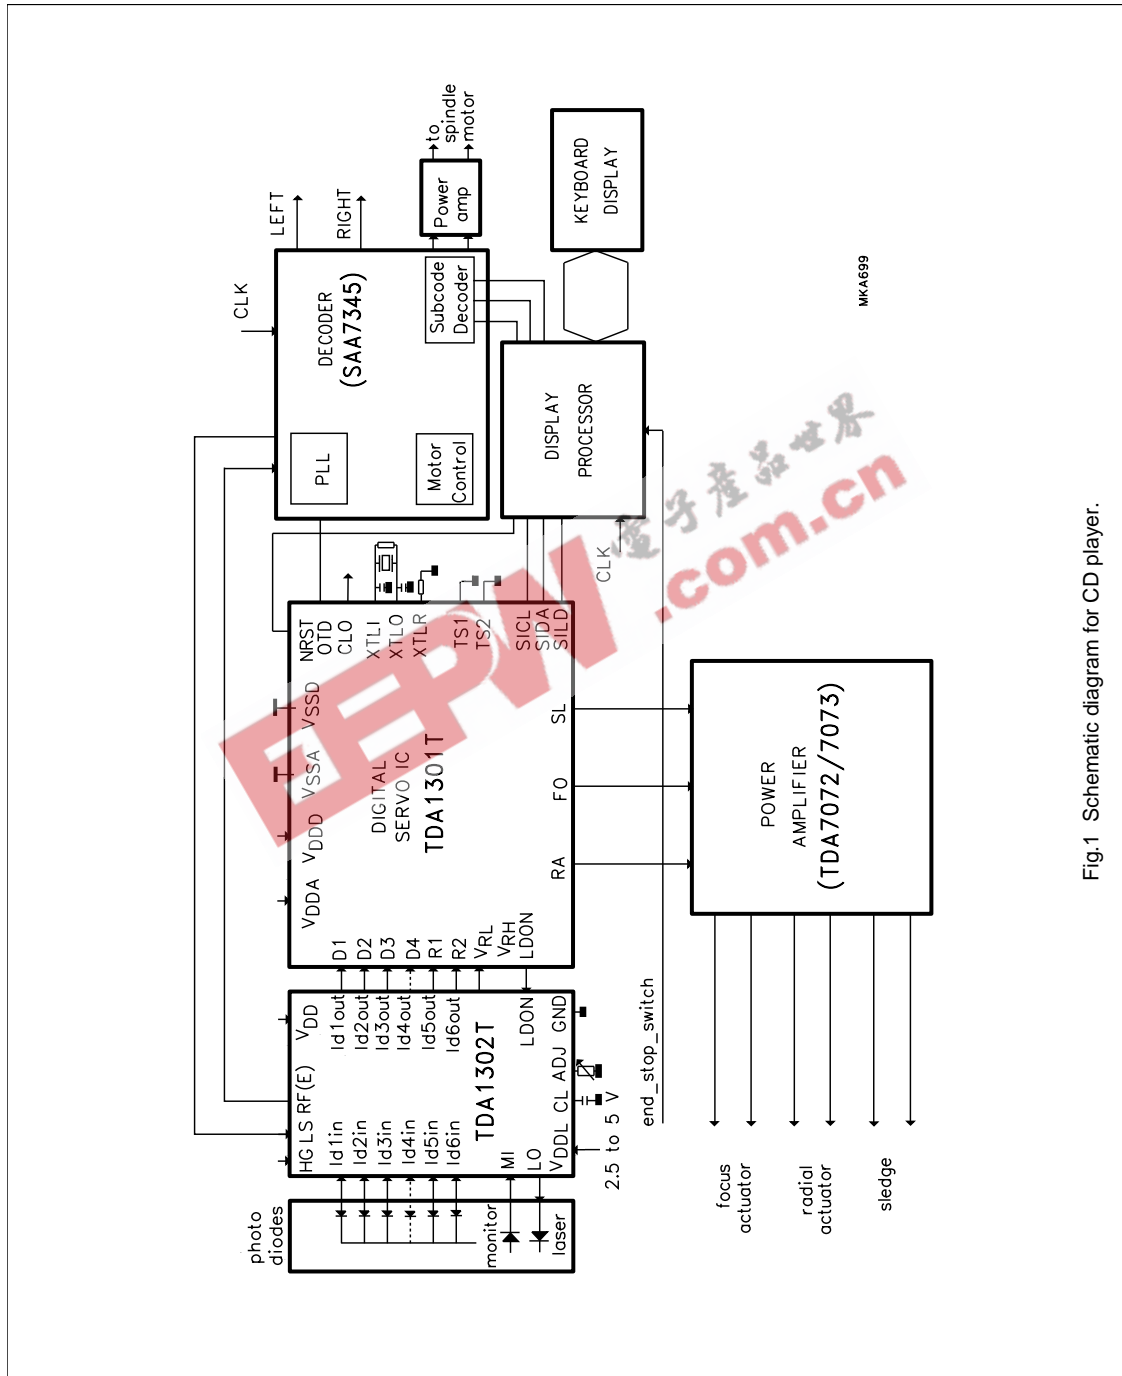 photo
diodes
monitor
laser
HG
LS
RF(E)
VDD
Id1in
Id2in
Id3in
Id4in
Id5in
Id6in
Id1out
Id2out
Id3out
Id4out
Id5out
Id6out
TDA1302T
MI
LO
LDON
VDDL
CL
ADJ
GND
2.5 to 5 V
VDDA
VDDD
VSSA
VSSD
D1
D2
D3
D4
R1
R2
VRL
VRH
LDON
DIGITAL
SERVO IC
TDA1301T
NRST
OTD
CLO
XTLI
XTLO
XTLR
TS1
TS2
SICL
SIDA
SILD
RA
FO
SL
CLK
LEFT
RIGHT
DECODER
(SAA7345)
PLL
Motor
Control
Subcode
Decoder
Power
amp
to
spindle
motor
DISPLAY
PROCESSOR
CLK
KEYBOARD
DISPLAY
end_stop_switch
POWER
AMPLIFIER
(TDA7072/7073)
focus
actuator
radial
actuator
sledge
MKA699
EEPW
電子產品世界
.com.cn
Fig.1 Schematic diagram for CD player.